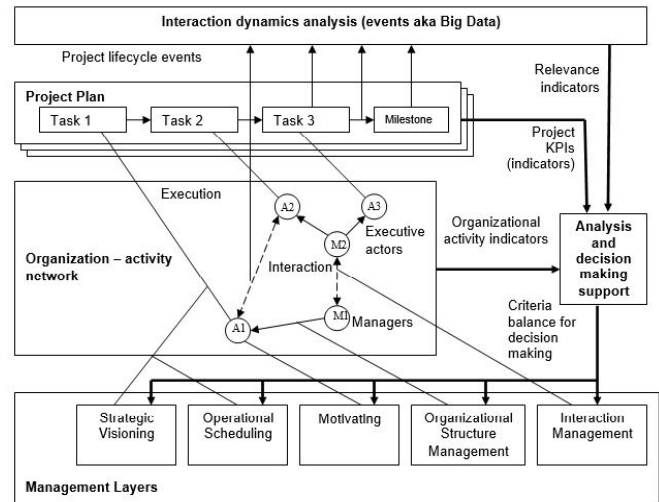 Interaction dynamics analysis (events aka Big Data)
Project lifecycle events
Relevance
indicators
Project Plan
Task 1
Task 2
Task 3
Milestone
Project
KPIs
(indicators)
Execution
A2
A3
Executive
actors
Organizational
activity indicators
Analysis
and
decision
making
support
M2
Organization – activity
network
Interaction
A1
M1
Managers
Criteria
balance for
decision
making
Strategic
Visioning
Operational
Scheduling
Motivating
Organizational
Structure
Management
Interaction
Management
Management Layers